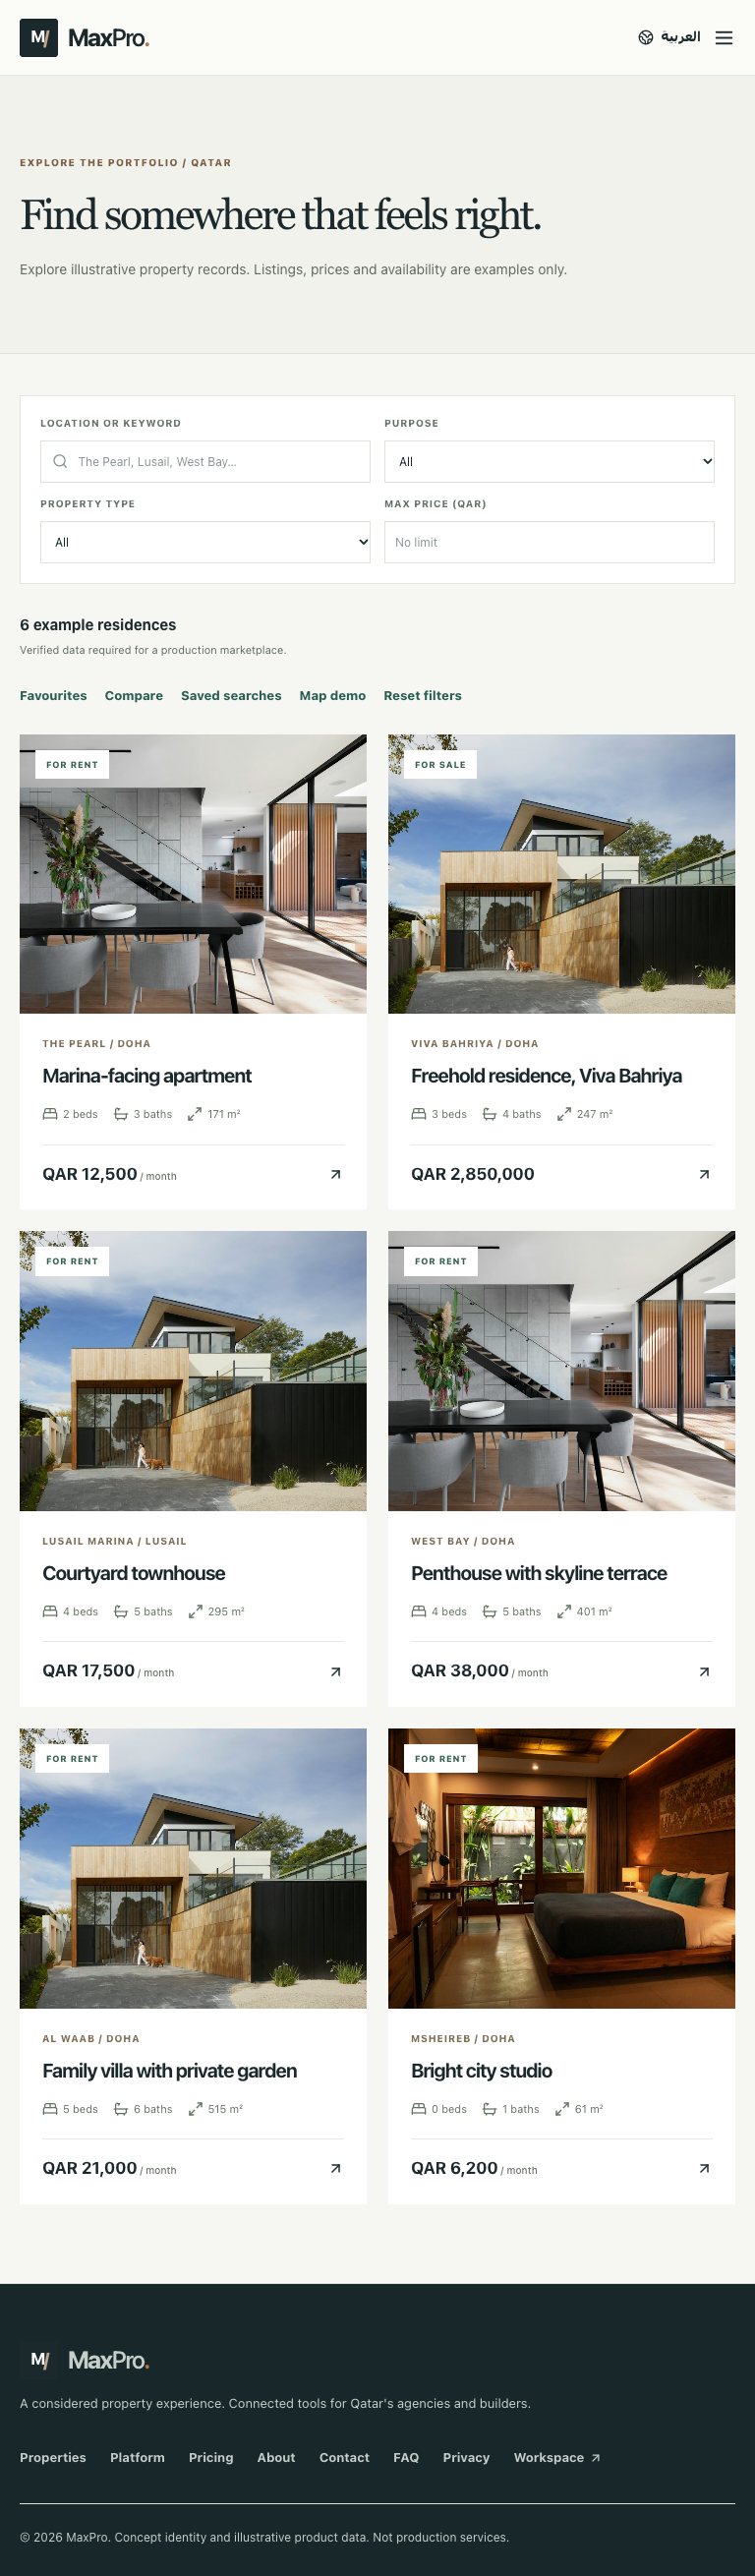 M/ MaxPro.
العربية
EXPLORE THE PORTFOLIO / QATAR
Find somewhere that feels right.
Explore illustrative property records. Listings, prices and availability are examples only.
LOCATION OR KEYWORD
PURPOSE
The Pearl, Lusail, West Bay...
All
PROPERTY TYPE
MAX PRICE (QAR)
All
No limit
6 example residences
Verified data required for a production marketplace.
Favourites Compare Saved searches Map demo Reset filters
FOR RENT
THE PEARL / DOHA
Marina-facing apartment
2 beds 3 baths 171 m²
QAR 12,500 / month
FOR SALE
VIVA BAHRIYA / DOHA
Freehold residence, Viva Bahriya
3 beds 4 baths 247 m²
QAR 2,850,000
FOR RENT
LUSAIL MARINA / LUSAIL
Courtyard townhouse
4 beds 5 baths 295 m²
QAR 17,500 / month
FOR RENT
WEST BAY / DOHA
Penthouse with skyline terrace
4 beds 5 baths 401 m²
QAR 38,000 / month
FOR RENT
AL WAAB / DOHA
Family villa with private garden
5 beds 6 baths 515 m²
QAR 21,000 / month
FOR RENT
MSHEIREB / DOHA
Bright city studio
0 beds 1 baths 61 m²
QAR 6,200 / month
M/ MaxPro.
A considered property experience. Connected tools for Qatar's agencies and builders.
Properties Platform Pricing About Contact FAQ Privacy Workspace
© 2026 MaxPro. Concept identity and illustrative product data. Not production services.